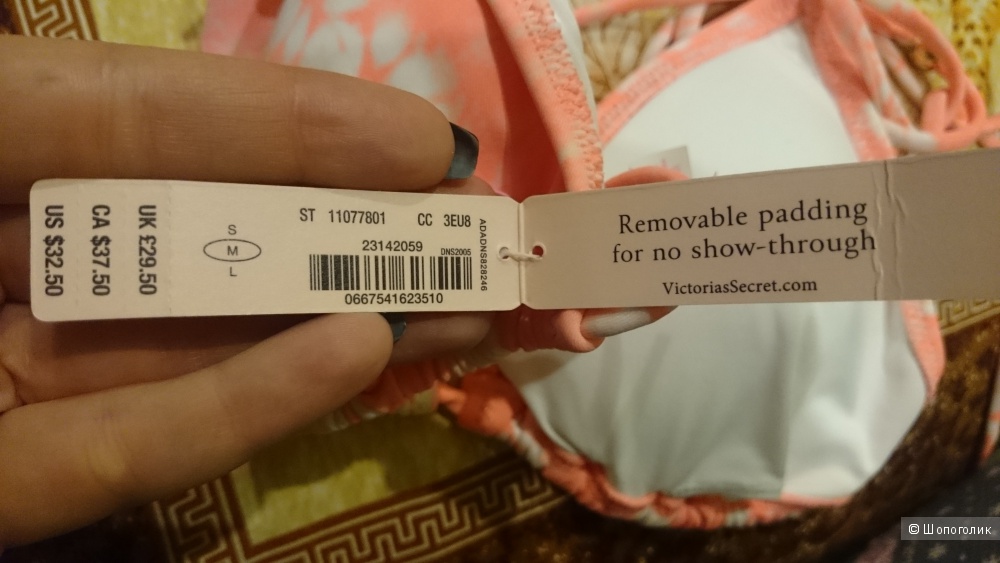 US $32.50
CA $37.50
UK £29.50
S
M
L
ST 11077801 CC 3EU8
23142059
DNS2005
0667541623510
ADADNS828246
Removable padding
for no show-through
VictoriasSecret.com
© Шопоголик